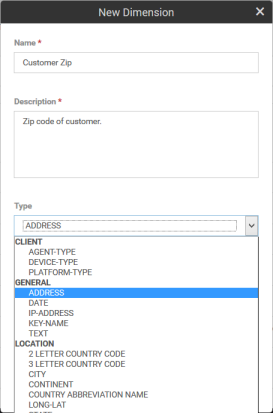 New Dimension ×
Name *
Customer Zip
Description *
Zip code of customer.
Type
ADDRESS
CLIENT
AGENT-TYPE
DEVICE-TYPE
PLATFORM-TYPE
GENERAL
ADDRESS
DATE
IP-ADDRESS
KEY-NAME
TEXT
LOCATION
2 LETTER COUNTRY CODE
3 LETTER COUNTRY CODE
CITY
CONTINENT
COUNTRY ABBREVIATION NAME
LONG-LAT